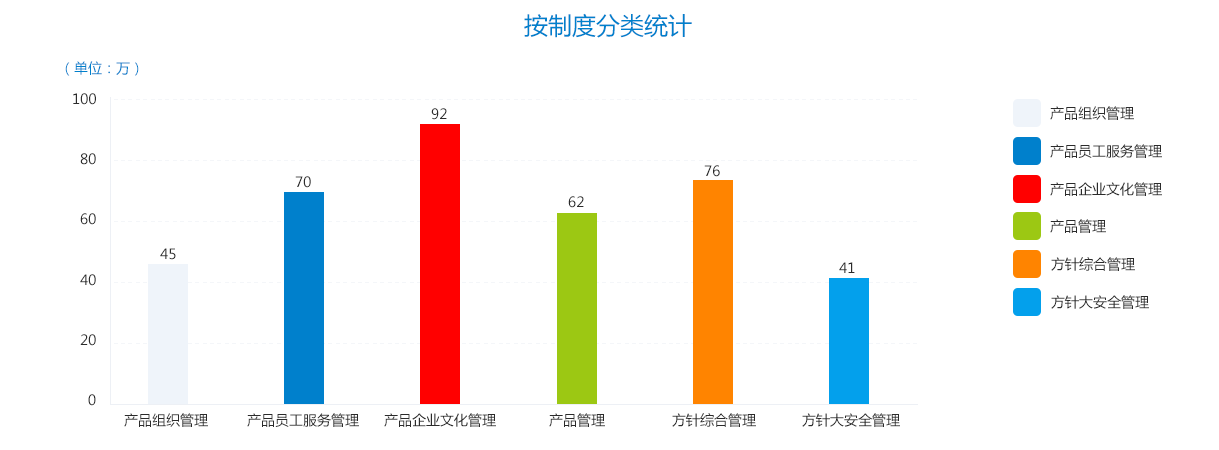 按制度分类统计
（单位：万）
100
80
60
40
20
0
45
70
92
62
76
41
产品组织管理
产品员工服务管理
产品企业文化管理
产品管理
方针综合管理
方针大安全管理
产品组织管理
产品员工服务管理
产品企业文化管理
产品管理
方针综合管理
方针大安全管理